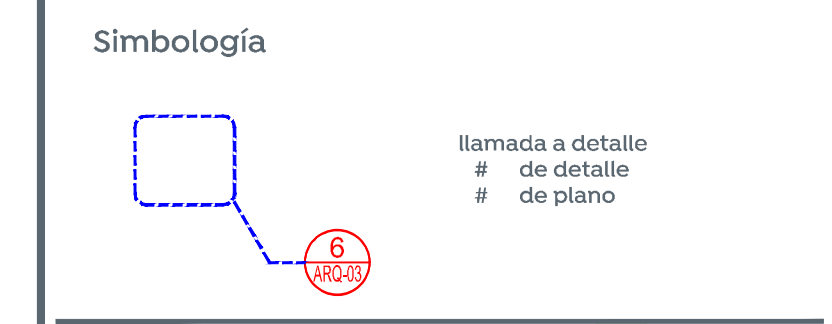 Simbología
llamada a detalle
# de detalle
# de plano
6
ARQ-03